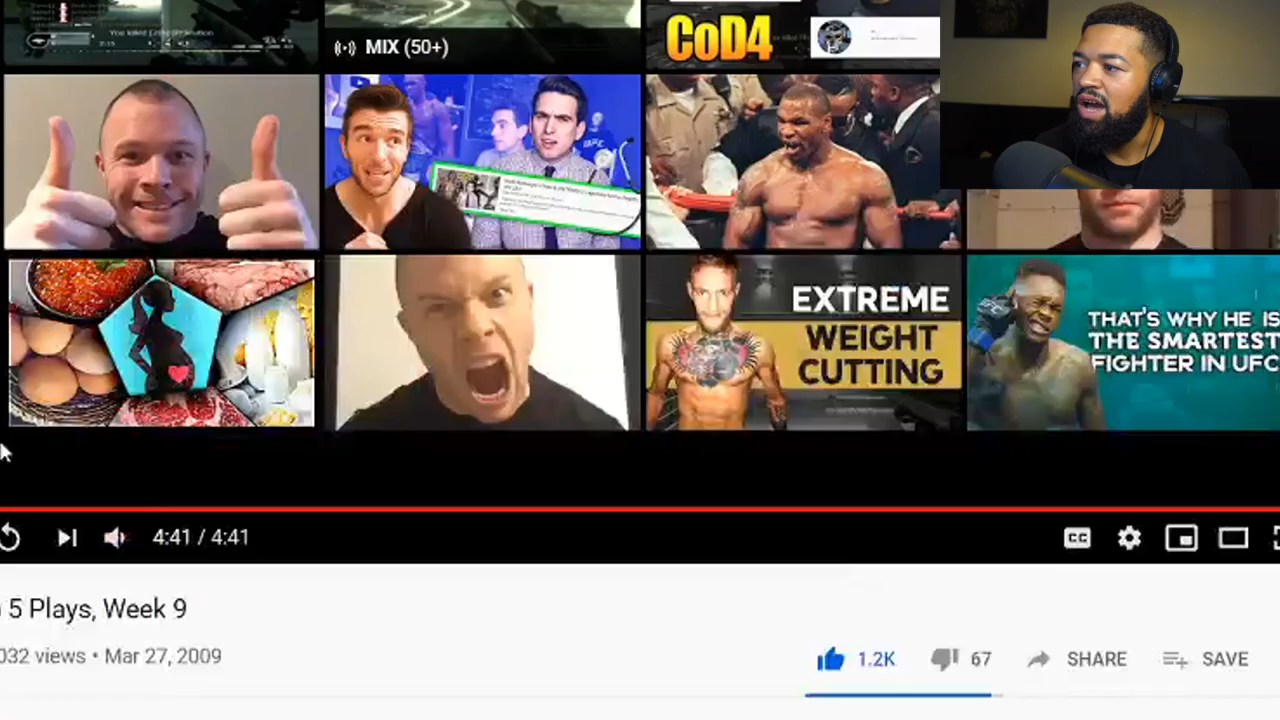 MIX (50+)
CoD4
EXTREME
WEIGHT
CUTTING
THAT'S WHY HE IS
THE SMARTEST
FIGHTER IN UFC
4:41 / 4:41
CC
5 Plays, Week 9
032 views • Mar 27, 2009
1.2K
67
SHARE
SAVE